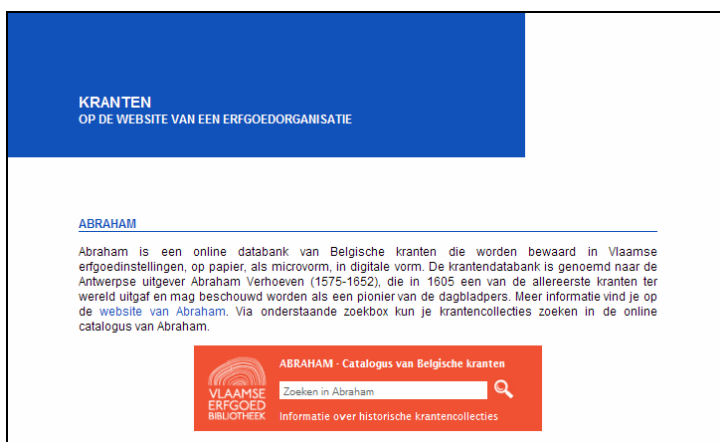 KRANTEN
OP DE WEBSITE VAN EEN ERFGOEDORGANISATIE
ABRAHAM
Abraham is een online databank van Belgische kranten die worden bewaard in Vlaamse
erfgoedinstellingen, op papier, als microvorm, in digitale vorm. De krantendatabank is genoemd naar de
Antwerpse uitgever Abraham Verhoeven (1575-1652), die in 1605 een van de allereerste kranten ter
wereld uitgaf en mag beschouwd worden als een pionier van de dagbladpers. Meer informatie vind je op
de website van Abraham. Via onderstaande zoekbox kun je krantencollecties zoeken in de online
catalogus van Abraham.
ABRAHAM - Catalogus van Belgische kranten
Zoeken in Abraham
VLAAMSE
ERFGOED
BIBLIOTHEEK
Informatie over historische krantencollecties